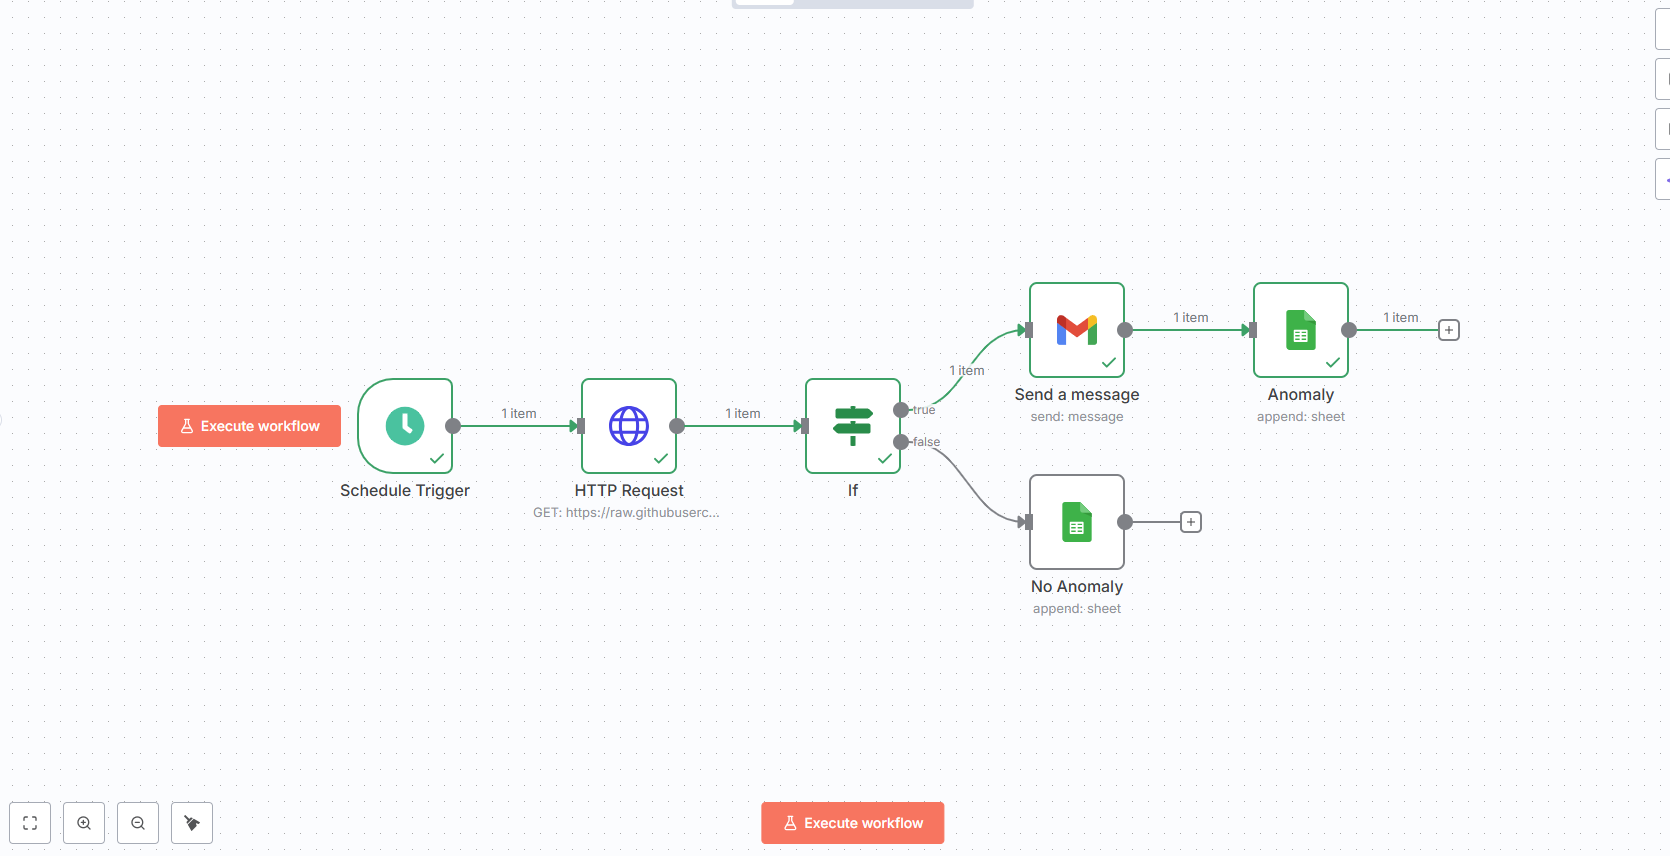 Execute workflow
1 item
1 item
1 item
1 item
1 item
true
false
Schedule Trigger
HTTP Request
GET: https://raw.githubuserc...
If
Send a message
send: message
Anomaly
append: sheet
No Anomaly
append: sheet
Execute workflow